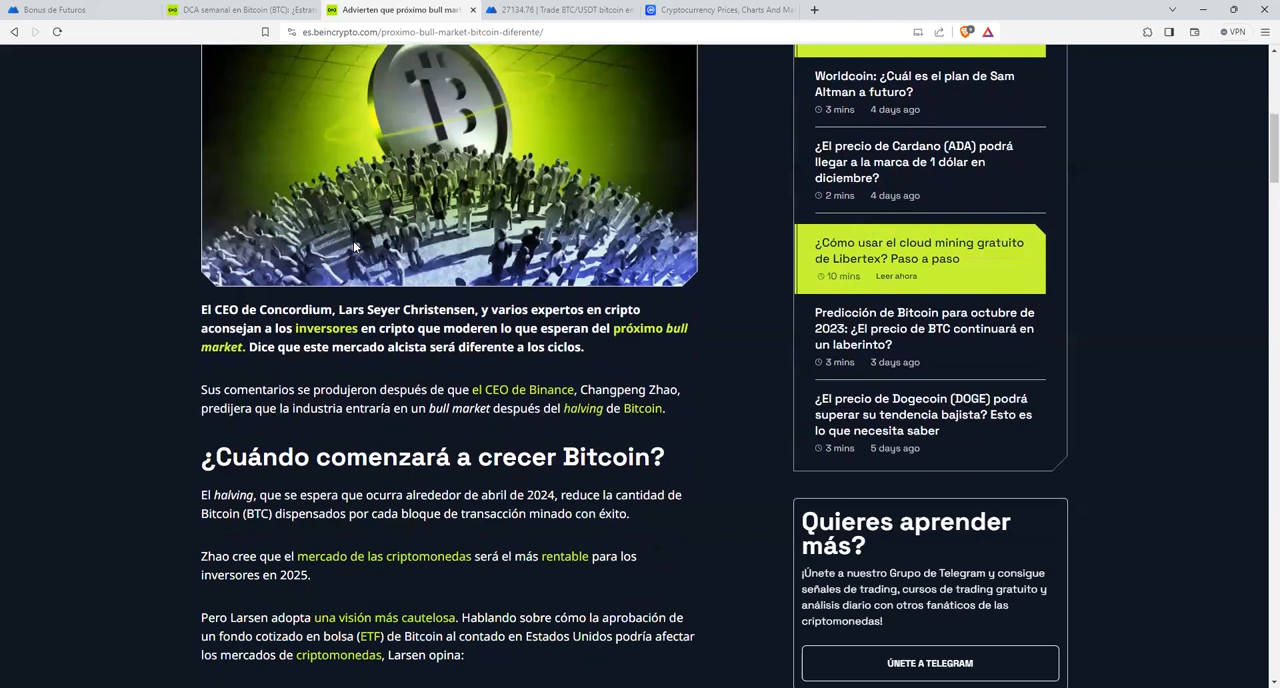 Bonus de Futuros
DCA semanal en Bitcoin (BTC): ¿Estrat
Advierten que próximo bull mar
27134.76 | Trade BTC/USDT bitcoin en
Cryptocurrency Prices, Charts And Ma
es.beincrypto.com/proximo-bull-market-bitcoin-diferente/
VPN
El CEO de Concordium, Lars Seyer Christensen, y varios expertos en cripto
aconsejan a los inversores en cripto que moderen lo que esperan del próximo bull
market. Dice que este mercado alcista será diferente a los ciclos.
Sus comentarios se produjeron después de que el CEO de Binance, Changpeng Zhao,
predijera que la industria entraría en un bull market después del halving de Bitcoin.
¿Cuándo comenzará a crecer Bitcoin?
El halving, que se espera que ocurra alrededor de abril de 2024, reduce la cantidad de
Bitcoin (BTC) dispensados por cada bloque de transacción minado con éxito.
Zhao cree que el mercado de las criptomonedas será el más rentable para los
inversores en 2025.
Pero Larsen adopta una visión más cautelosa. Hablando sobre cómo la aprobación de
un fondo cotizado en bolsa (ETF) de Bitcoin al contado en Estados Unidos podría afectar
los mercados de criptomonedas, Larsen opina:
Worldcoin: ¿Cuál es el plan de Sam
Altman a futuro?
3 mins 4 days ago
¿El precio de Cardano (ADA) podrá
llegar a la marca de 1 dólar en
diciembre?
2 mins 4 days ago
¿Cómo usar el cloud mining gratuito
de Libertex? Paso a paso
10 mins Leer ahora
Predicción de Bitcoin para octubre de
2023: ¿El precio de BTC continuará en
un laberinto?
3 mins 3 days ago
¿El precio de Dogecoin (DOGE) podrá
superar su tendencia bajista? Esto es
lo que necesita saber
3 mins 5 days ago
Quieres aprender
más?
¡Únete a nuestro Grupo de Telegram y consigue
señales de trading, cursos de trading gratuito y
análisis diario con otros fanáticos de las
criptomonedas!
ÚNETE A TELEGRAM